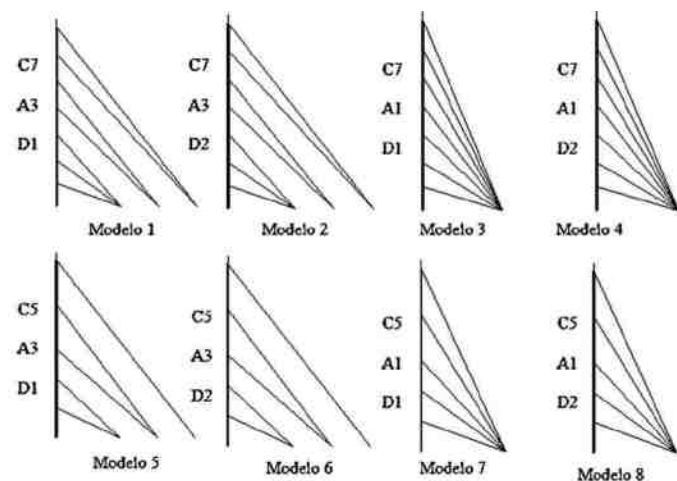 C7 C7 C7 C7
A3 A3 A1 A1
D1 D2 D1 D2
Modelo 1 Modelo 2 Modelo 3 Modelo 4
C5 C5 C5 C5
A3 A3 A1 A1
D1 D2 D1 D2
Modelo 5 Modelo 6 Modelo 7 Modelo 8